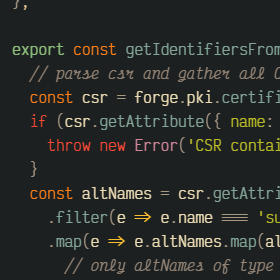 };
export const getIdentifiersFrom
// parse csr and gather all
const csr = forge.pki.certifi
if (csr.getAttribute({ name:
throw new Error('CSR contai
}
const altNames = csr.getAttri
.filter(e => e.name === 'su
.map(e => e.altNames.map(al
// only altNames of type